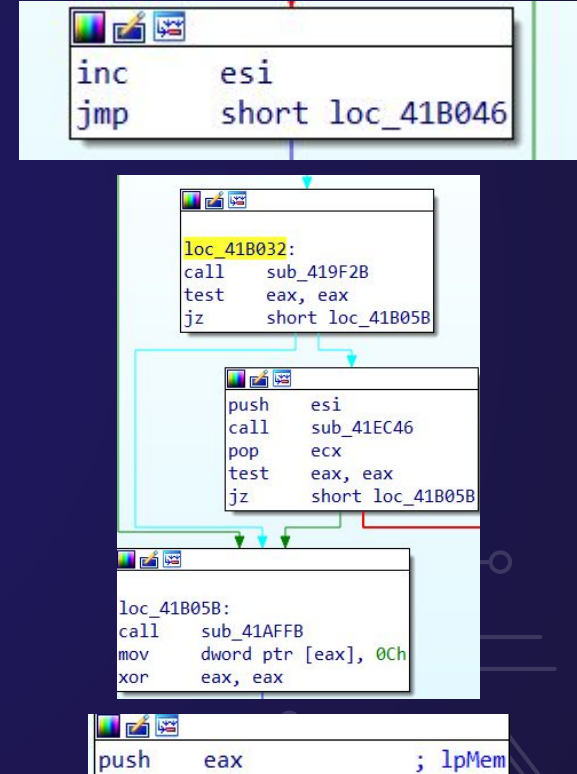 inc esi
jmp short loc_41B046
loc_41B032:
call sub_419F2B
test eax, eax
jz short loc_41B05B
push esi
call sub_41EC46
pop ecx
test eax, eax
jz short loc_41B05B
loc_41B05B:
call sub_41AFFB
mov dword ptr [eax], 0Ch
xor eax, eax
push eax ; lpMem